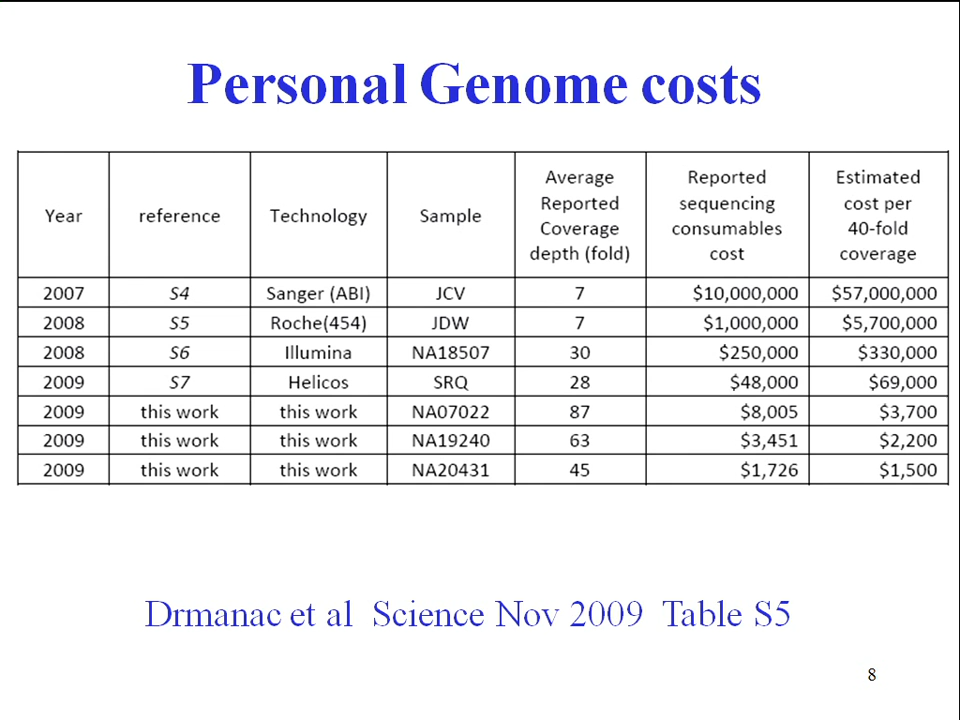 Personal Genome costs
Year reference Technology Sample Average Reported Coverage depth (fold) Reported sequencing consumables cost Estimated cost per 40-fold coverage
2007 S4 Sanger (ABI) JCV 7 $10,000,000 $57,000,000
2008 S5 Roche(454) JDW 7 $1,000,000 $5,700,000
2008 S6 Illumina NA18507 30 $250,000 $330,000
2009 S7 Helicos SRQ 28 $48,000 $69,000
2009 this work this work NA07022 87 $8,005 $3,700
2009 this work this work NA19240 63 $3,451 $2,200
2009 this work this work NA20431 45 $1,726 $1,500
Drmanac et al Science Nov 2009 Table S5
8